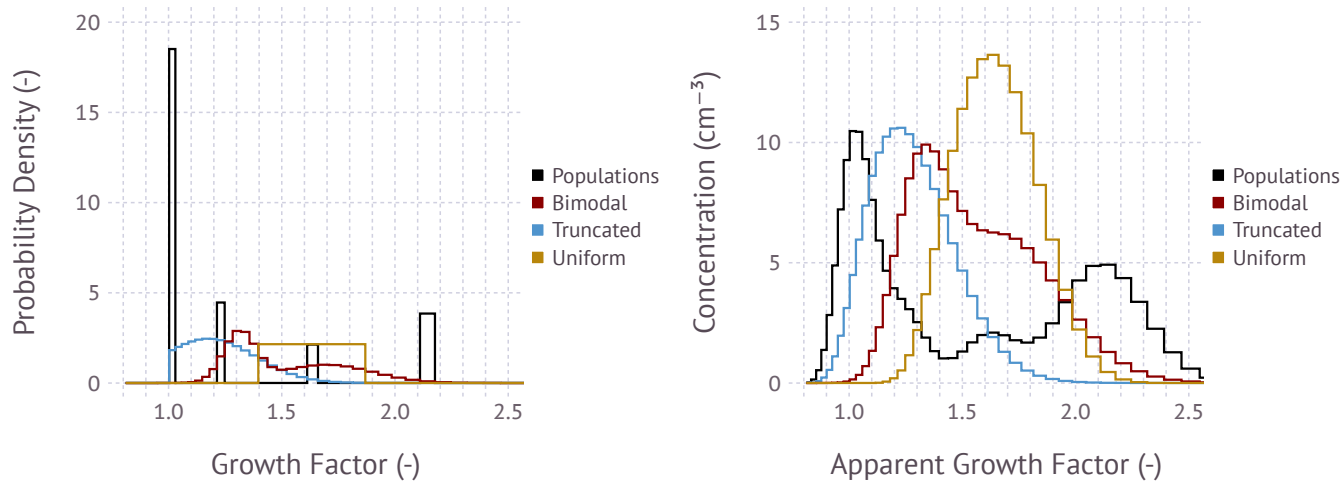 Probability Density (-)
20
15
10
5
0
1.0
1.5
2.0
2.5
Growth Factor (-)
Populations
Bimodal
Truncated
Uniform
Concentration (cm⁻³)
15
10
5
0
1.0
1.5
2.0
2.5
Apparent Growth Factor (-)
Populations
Bimodal
Truncated
Uniform